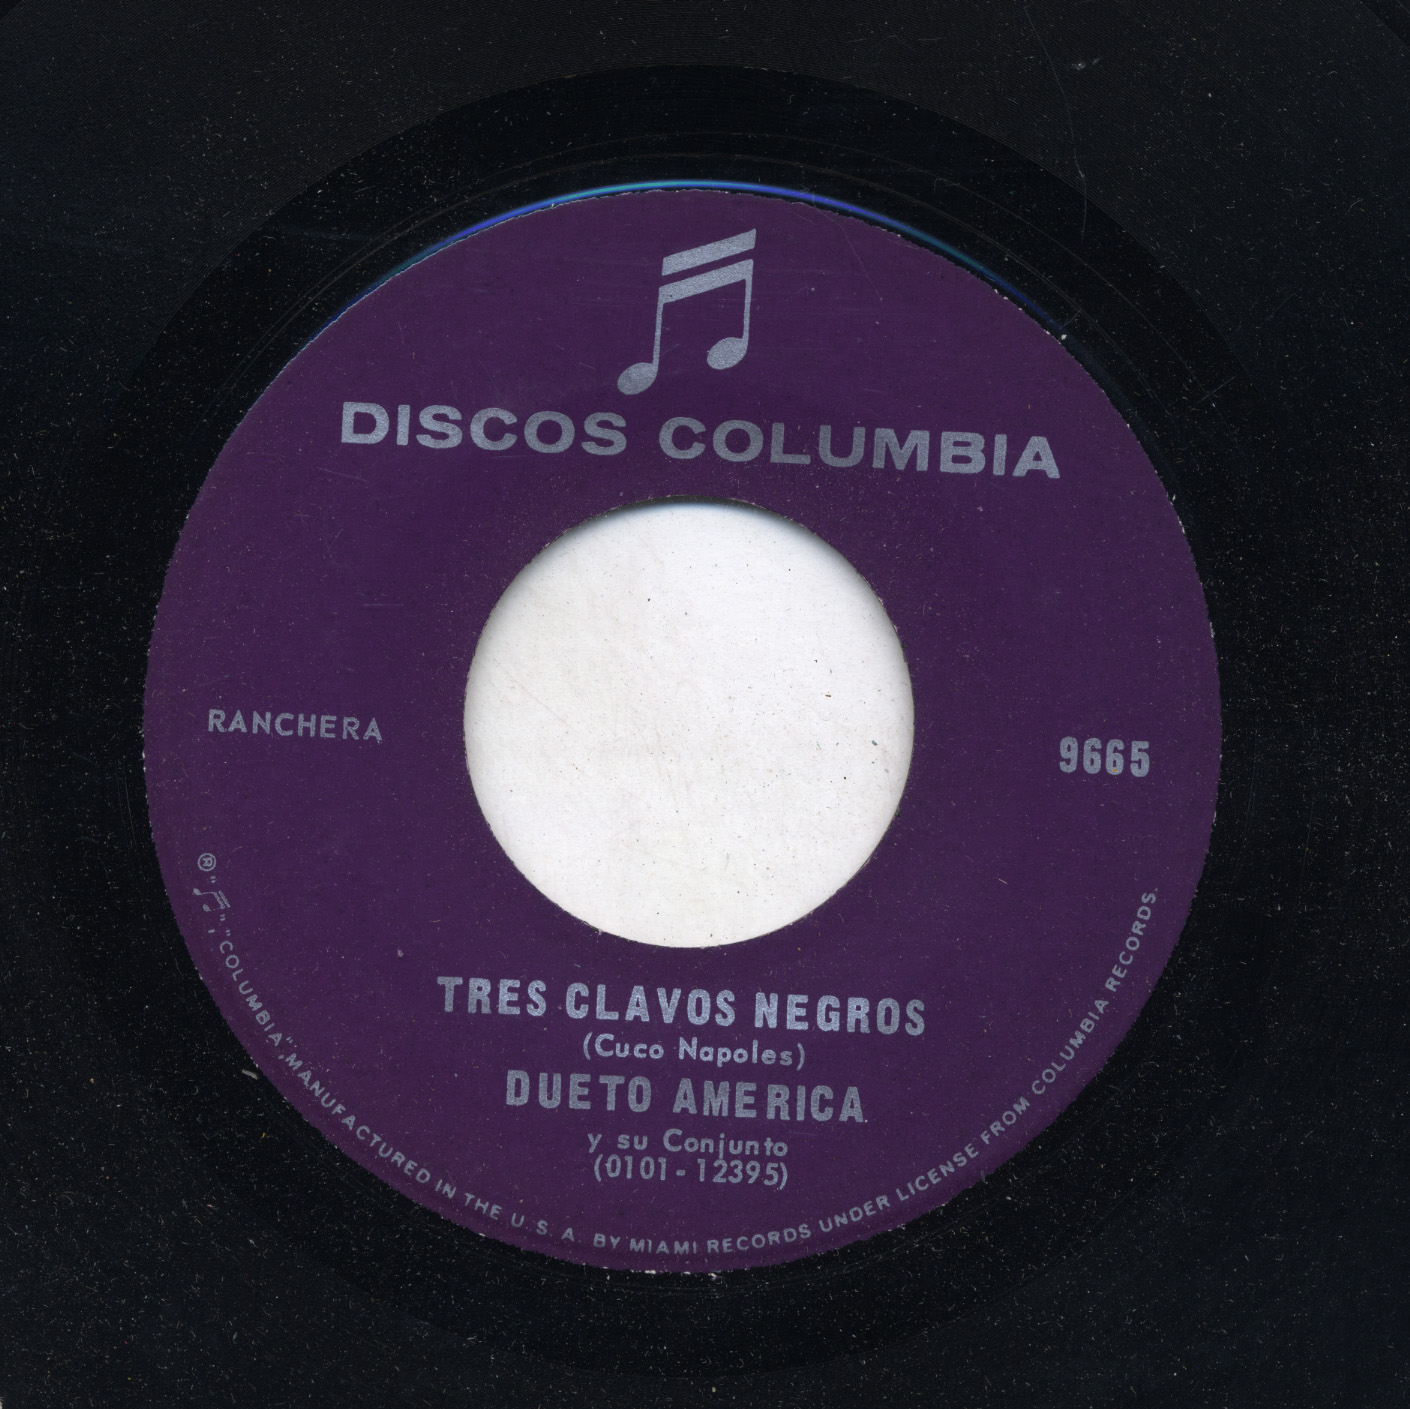 DISCOS COLUMBIA
RANCHERA
9665
TRES CLAVOS NEGROS
(Cuco Napoles)
DUETO AMERICA
y su Conjunto
(0101-12395)
® "♫", "COLUMBIA", MANUFACTURED IN THE U. S. A. BY MIAMI RECORDS UNDER LICENSE FROM COLUMBIA RECORDS.